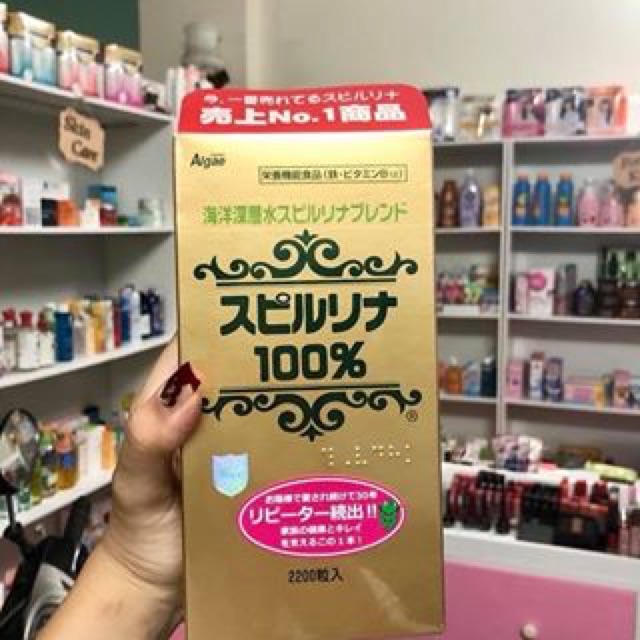 今、一番売れてるスピルリナ
売上No.1商品
Algae
栄養機能食品(鉄・ビタミンB12)
海洋深層水スピルリナブレンド
スピルリナ
100%
®
お陰様で愛され続けて30年
リピーター続出!!
家族の健康とキレイ
を支えるこの1本!
2200粒入
Skin
Care